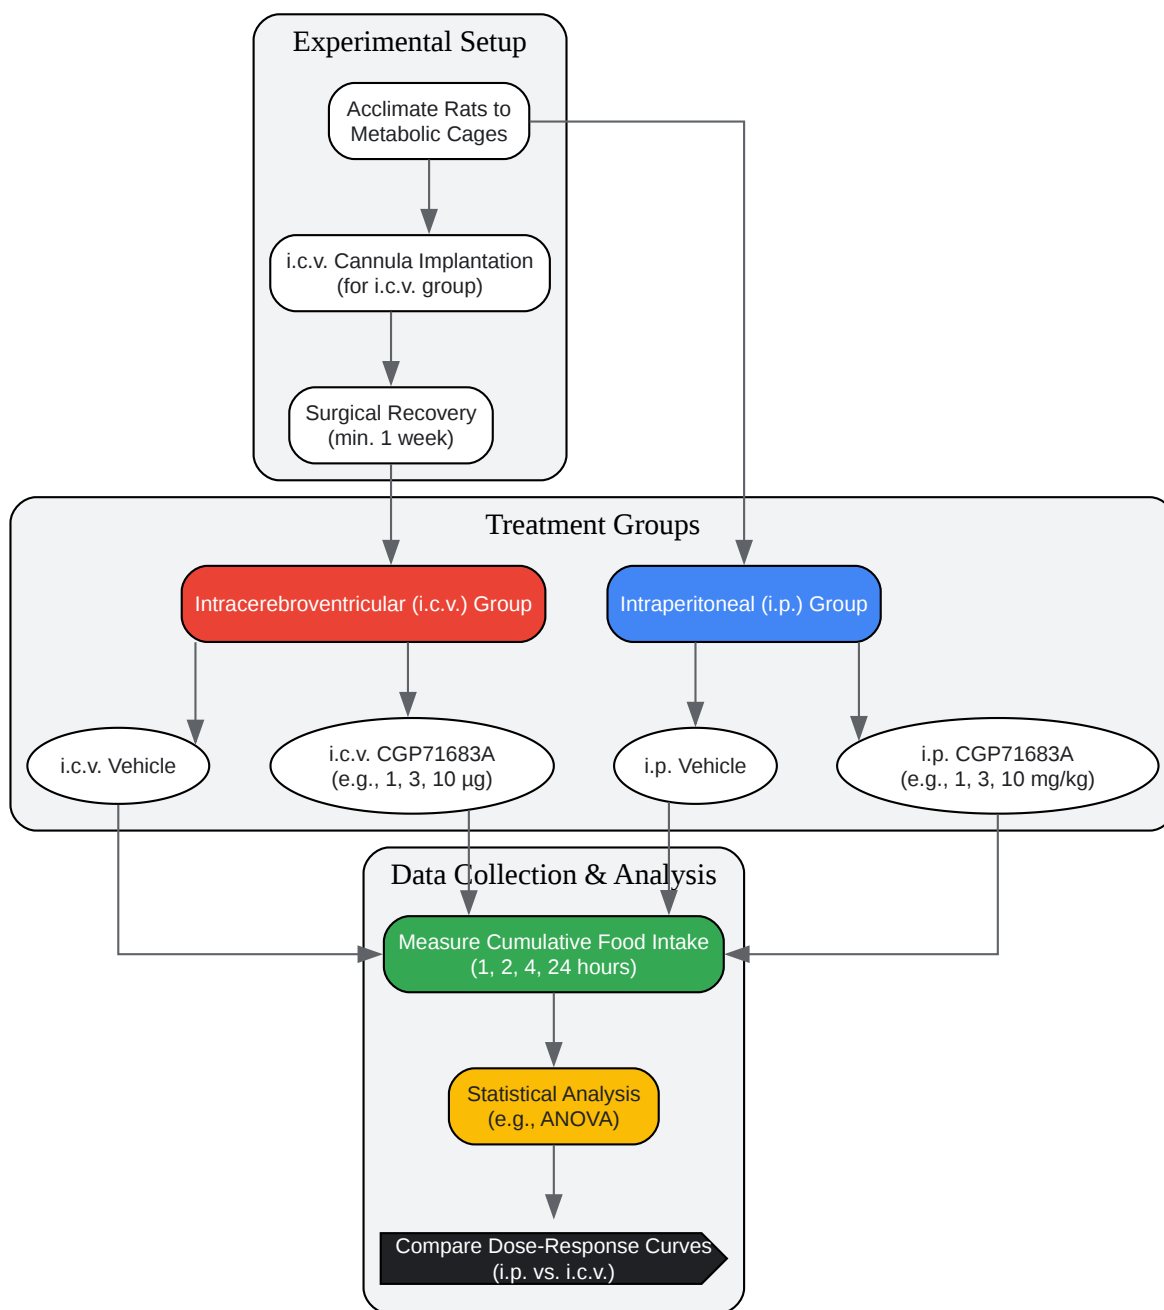 Experimental Setup
Acclimate Rats to
Metabolic Cages
i.c.v. Cannula Implantation
(for i.c.v. group)
Surgical Recovery
(min. 1 week)
Treatment Groups
Intracerebroventricular (i.c.v.) Group
Intraperitoneal (i.p.) Group
i.c.v. Vehicle
i.c.v. CGP71683A
(e.g., 1, 3, 10 µg)
i.p. Vehicle
i.p. CGP71683A
(e.g., 1, 3, 10 mg/kg)
Data Collection & Analysis
Measure Cumulative Food Intake
(1, 2, 4, 24 hours)
Statistical Analysis
(e.g., ANOVA)
Compare Dose-Response Curves
(i.p. vs. i.c.v.)